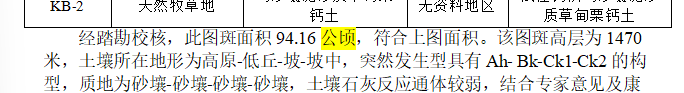 KB-2 天然牧草地 钙土 无资料地区 质草甸栗钙土
经踏勘校核，此图斑面积 94.16 公顷，符合上图面积。该图斑高层为 1470
米，土壤所在地形为高原-低丘-坡-坡中，突然发生型具有 Ah- Bk-Ck1-Ck2 的构
型，质地为砂壤-砂壤-砂壤-砂壤，土壤石灰反应通体较弱，结合专家意见及康